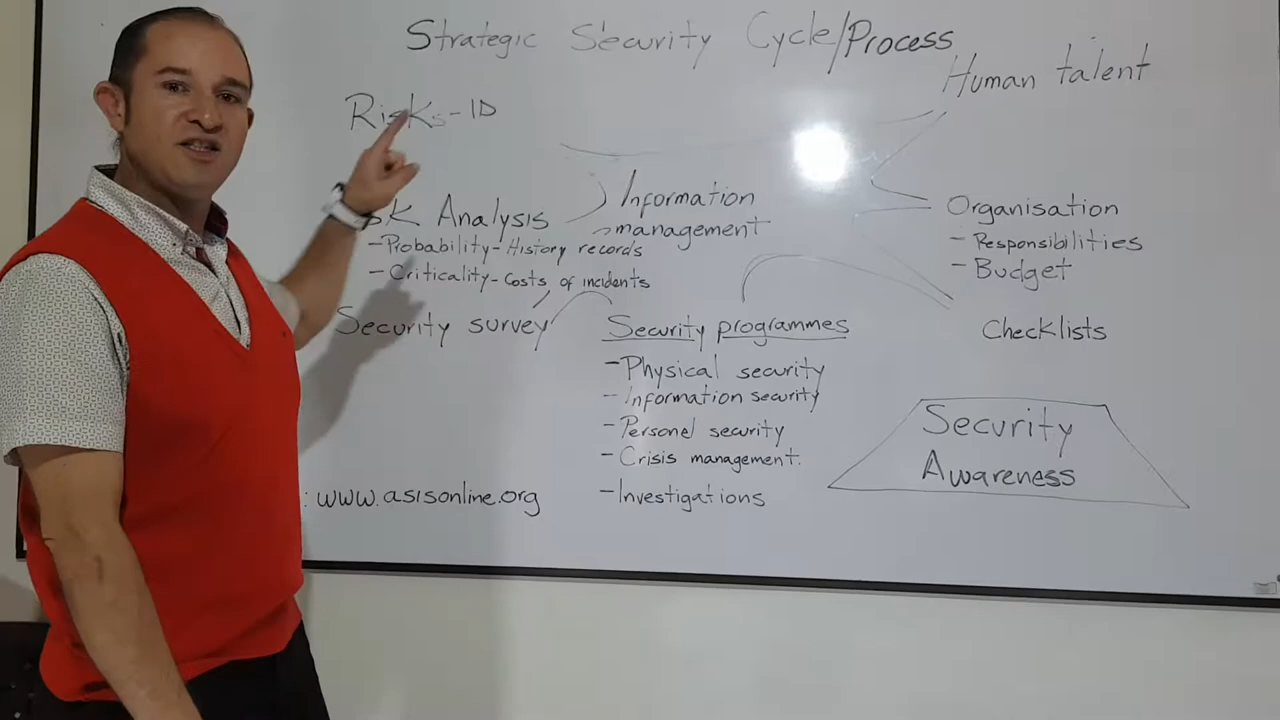 Strategic Security Cycle/Process
Human talent
Risks-ID
Analysis
-Probability-History records
-Criticality-Costs of incidents
Information
management
Organisation
-Responsibilities
-Budget
Security survey
Security programmes
-Physical security
-Information security
-Personel security
-Crisis management.
-Investigations
Checklists
Security
Awareness
: www.asisonline.org